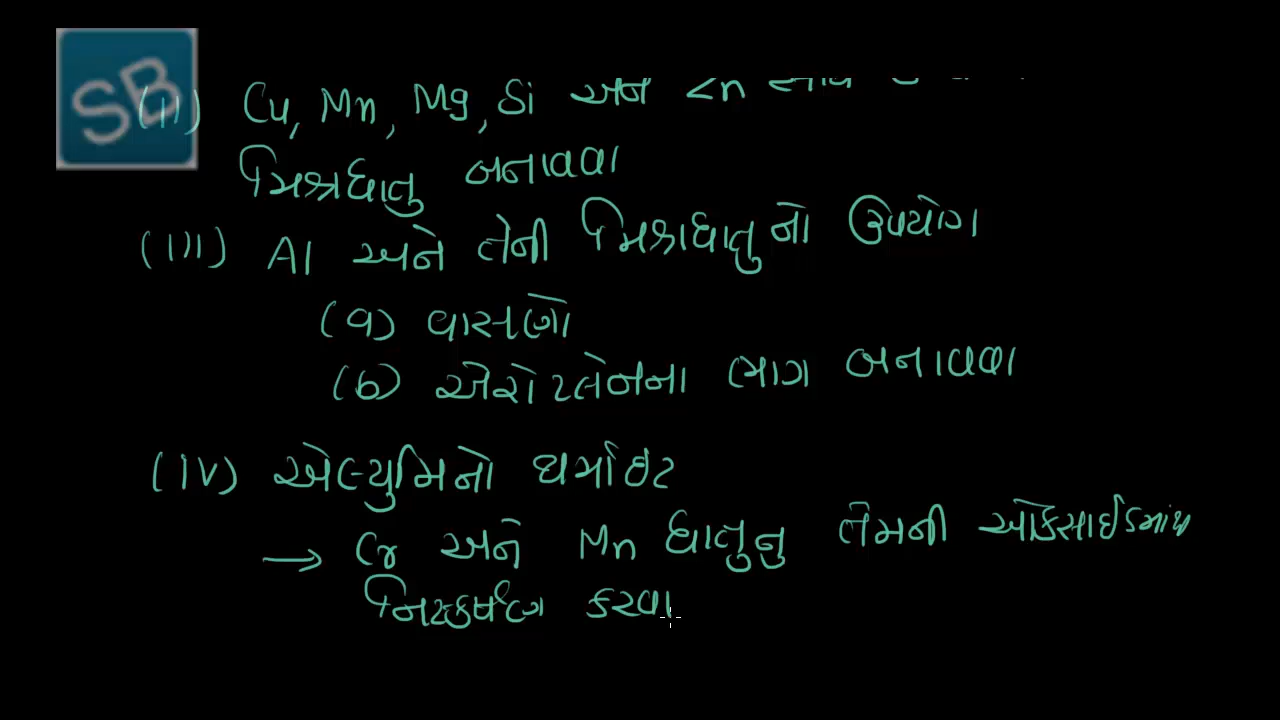 SB
(II) Cu, Mn, Mg, Si અને Zn સાથે
મિશ્રધાતુ બનાવવા
(III) Al અને તેની મિશ્રધાતુનો ઉપયોગ
(a) વાસણો
(b) એરોપ્લેનના ભાગ બનાવવા
(IV) એલ્યુમિનો થર્માઇટ
→ Cr અને Mn ધાતુનુ તેમની ઓક્સાઈડમાંથી
નિષ્કર્ષણ કરવા